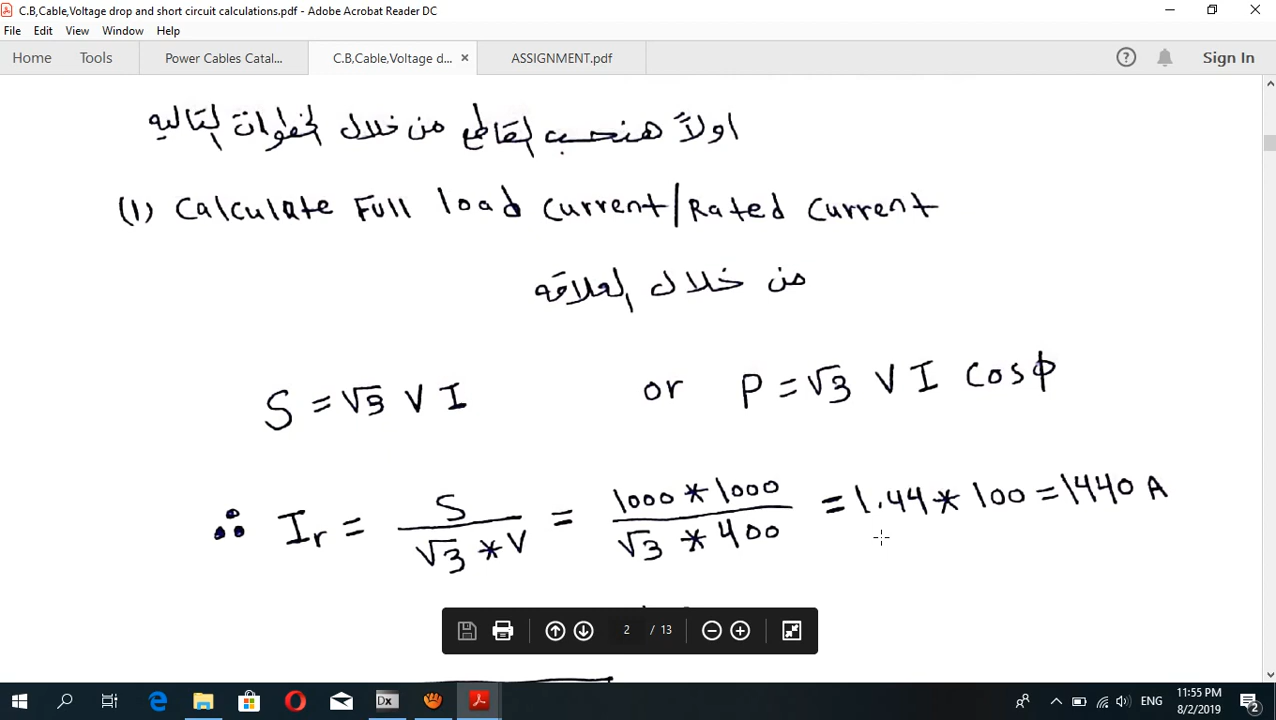 C.B,Cable,Voltage drop and short circuit calculations.pdf - Adobe Acrobat Reader DC
File Edit View Window Help
Home Tools Power Cables Catal... C.B,Cable,Voltage d... × ASSIGNMENT.pdf Sign In
اولاً هنحسب القاطع من خلال الخطوات التاليه
(1) Calculate Full load Current/Rated Current
من خلال العلاقه
S = √3 V I or P = √3 V I Cosϕ
∴ Ir = S / √3 * V = 1000 * 1000 / √3 * 400 = 1.44 * 100 = 1440 A
2 / 13
ENG 11:55 PM
8/2/2019
Dx
2